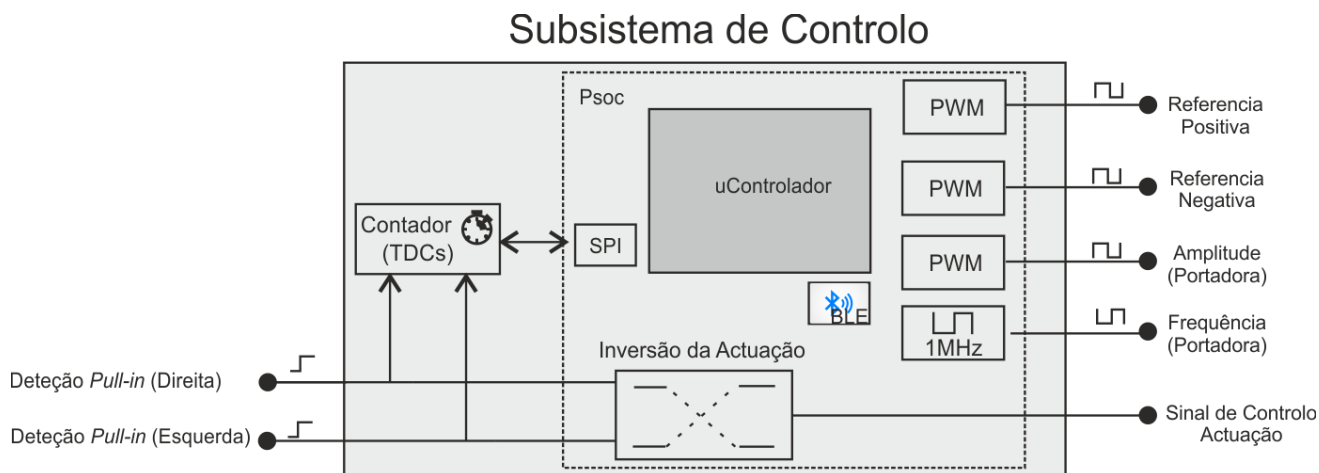 Subsistema de Controlo
Psoc
PWM
Referencia
Positiva
uControlador
PWM
Referencia
Negativa
Contador
(TDCs)
SPI
PWM
Amplitude
(Portadora)
BLE
1MHz
Frequência
(Portadora)
Inversão da Actuação
Deteção Pull-in (Direita)
Deteção Pull-in (Esquerda)
Sinal de Controlo
Actuação